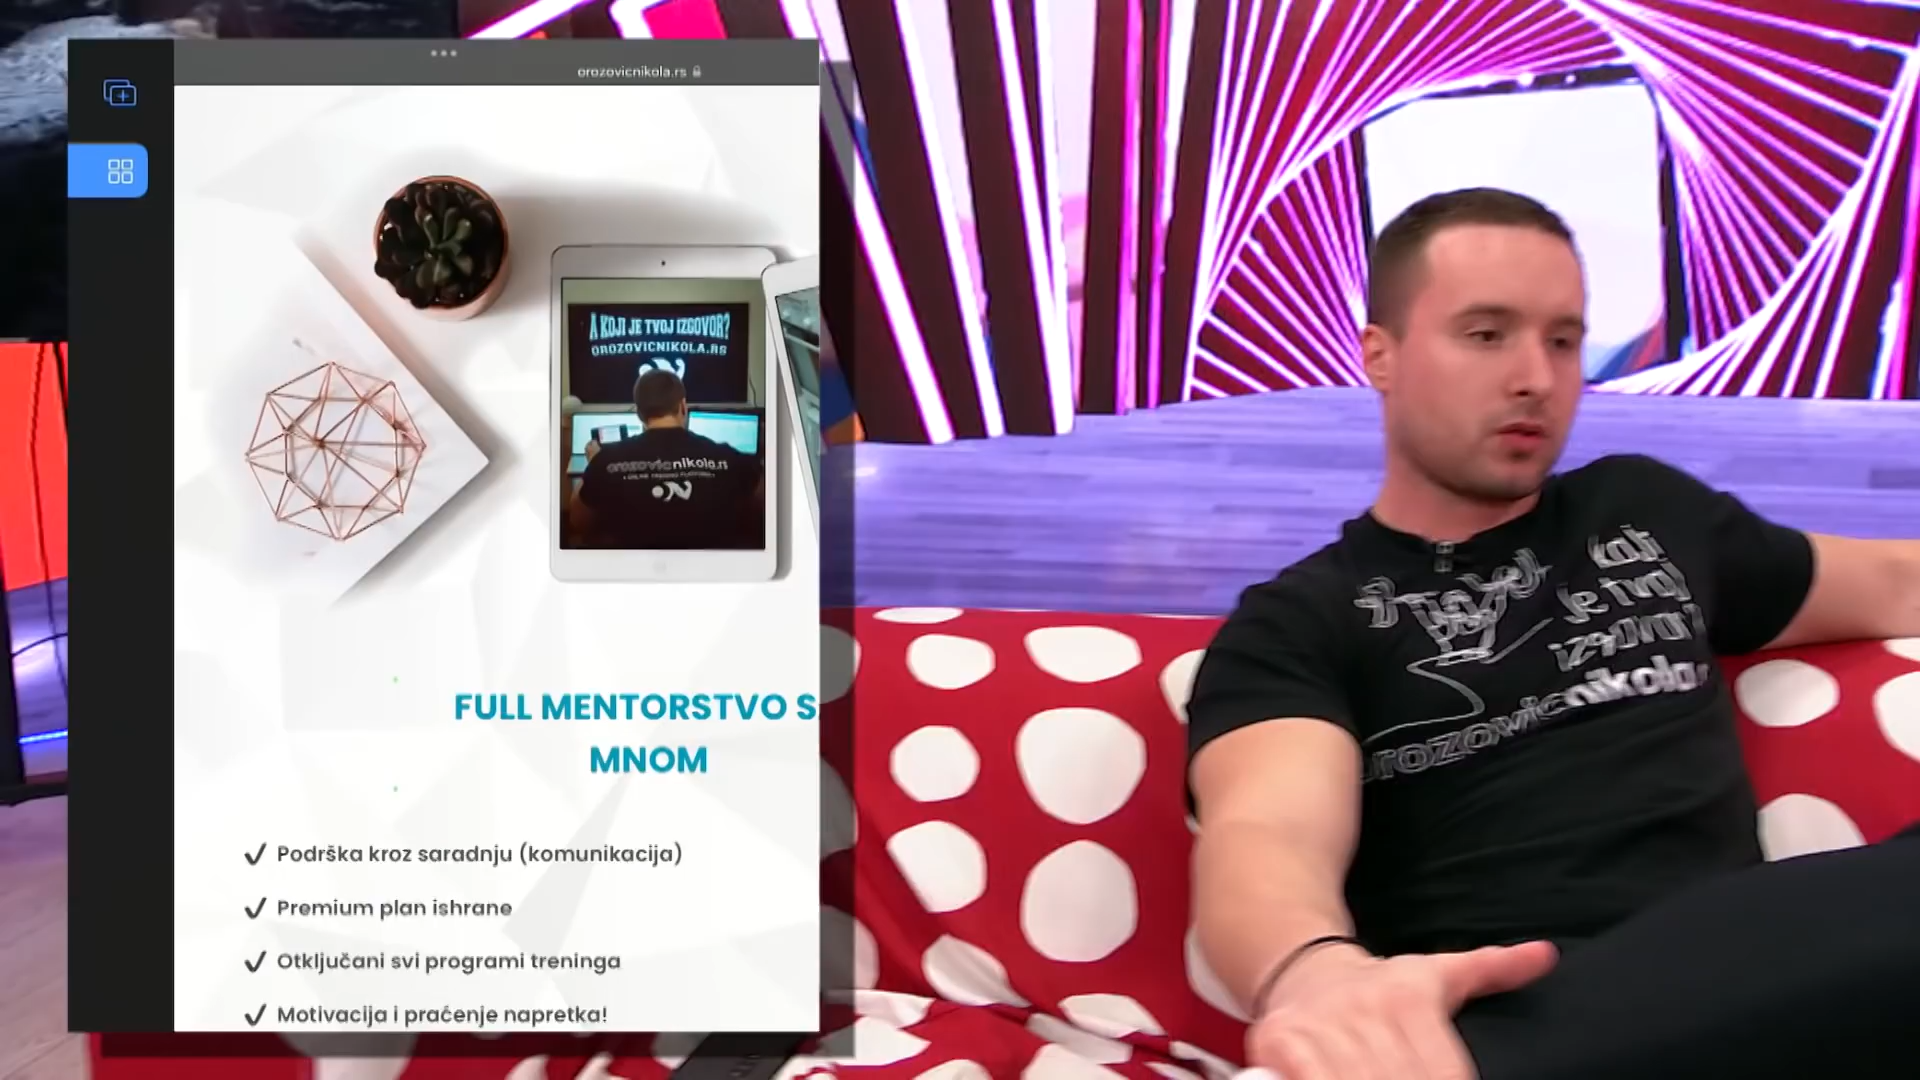 orozovicnikola.rs
A KOJI JE TVOJ IZGOVOR?
OROZOVICNIKOLA.RS
orozovicnikola.rs
FULL MENTORSTVO S
MNOM
Podrška kroz saradnju (komunikacija)
Premium plan ishrane
Otključani svi programi treninga
Motivacija i praćenje napretka!
je tvoj
orozovicnikola